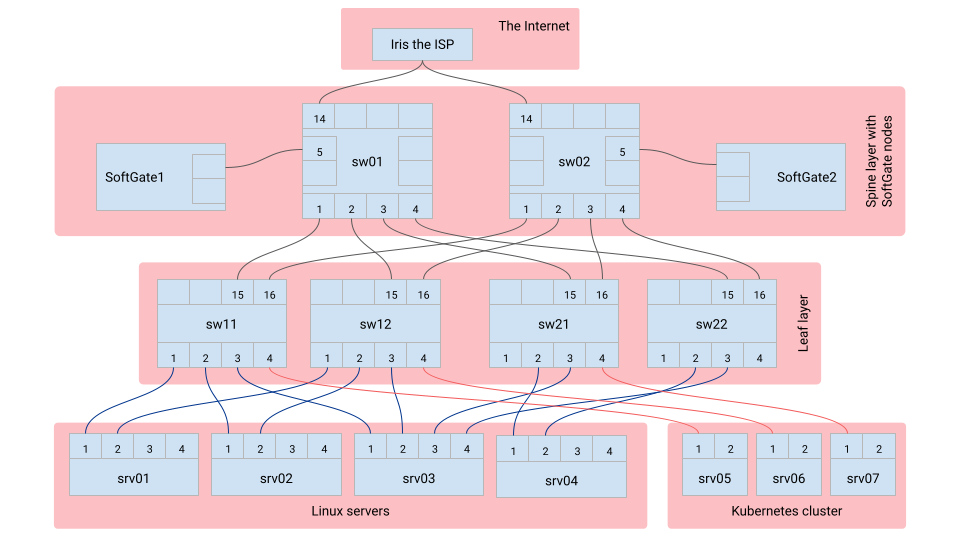 The Internet
Iris the ISP
14
14
5
sw01
sw02
5
SoftGate1
SoftGate2
Spine layer with
SoftGate nodes
1 2 3 4
1 2 3 4
15 16
15 16
15 16
15 16
sw11
sw12
sw21
sw22
Leaf layer
1 2 3 4
1 2 3 4
1 2 3 4
1 2 3 4
1 2 3 4
1 2 3 4
1 2 3 4
1 2 3 4
1 2
1 2
1 2
srv01
srv02
srv03
srv04
srv05
srv06
srv07
Linux servers
Kubernetes cluster